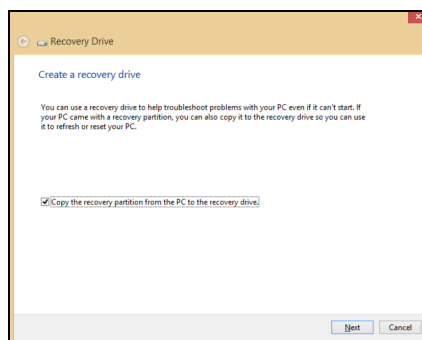 Recovery Drive
Create a recovery drive
You can use a recovery drive to help troubleshoot problems with your PC even if it can't start. If
your PC came with a recovery partition, you can also copy it to the recovery drive so you can use
it to refresh or reset your PC.
Copy the recovery partition from the PC to the recovery drive.
Next Cancel